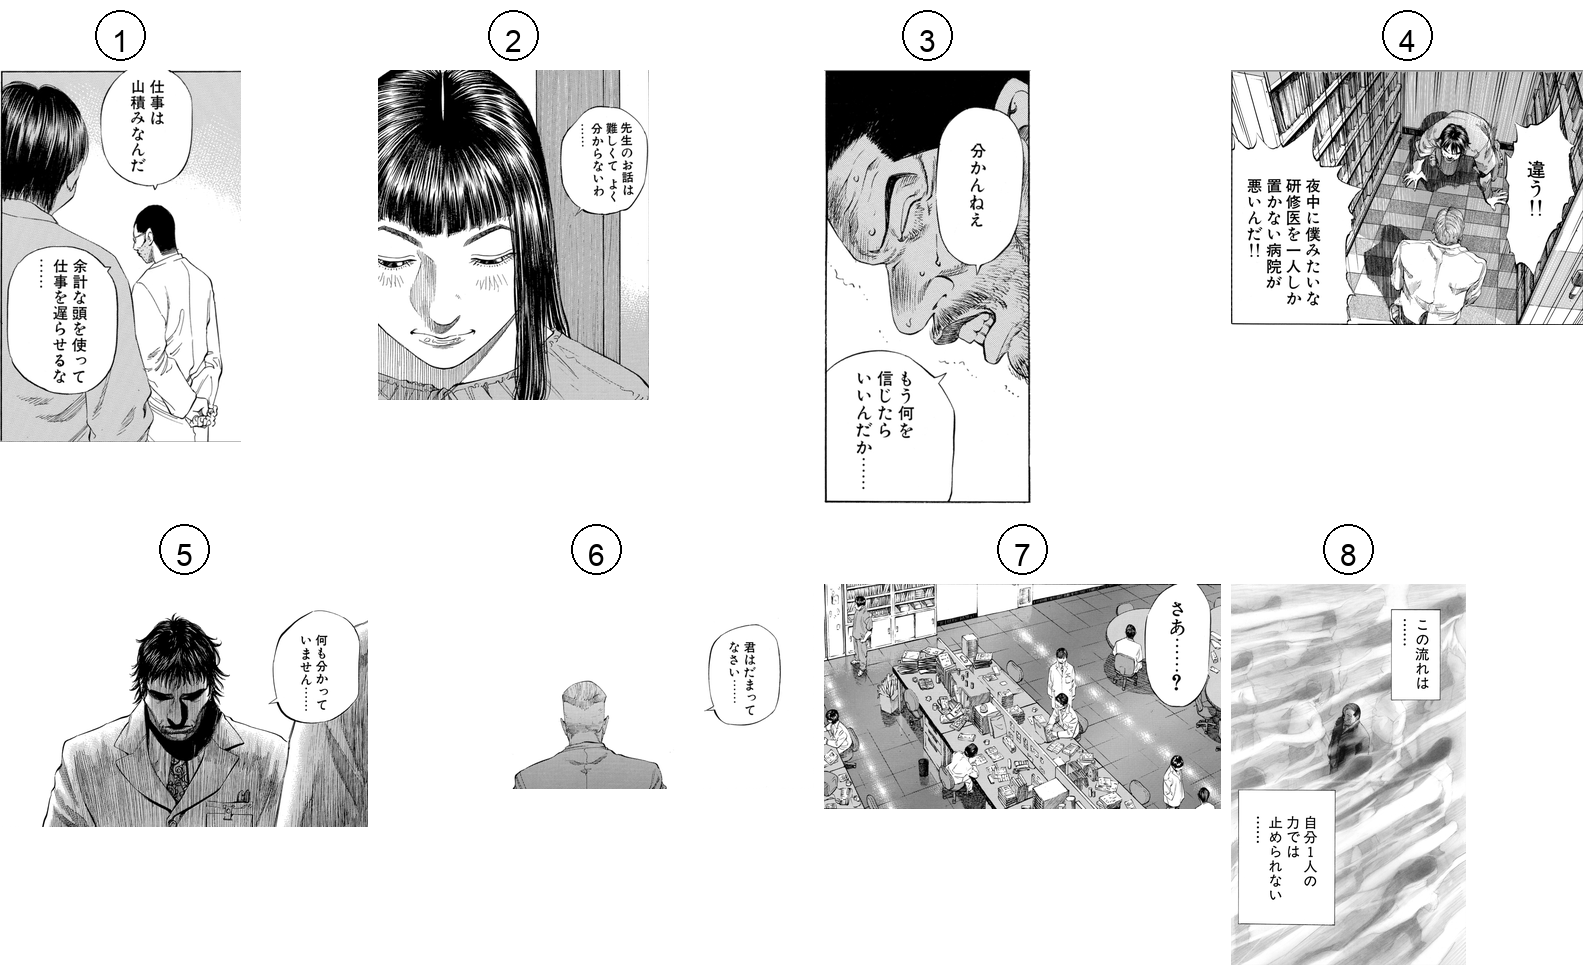 1
仕事は
山積みなんだ
余計な頭を使って
仕事を遅らせるな
……
2
先生のお話は
難しくて よく
分からないわ
……
3
分かんねえ
もう何を
信じたら
いいんだか……
4
違う!!
夜中に僕みたいな
研修医を一人しか
置かない病院が
悪いんだ!!
5
何も分かって
いません……
6
君はだまって
なさい……
7
さあ……?
8
この流れは
……
自分1人の
力では
止められない
……